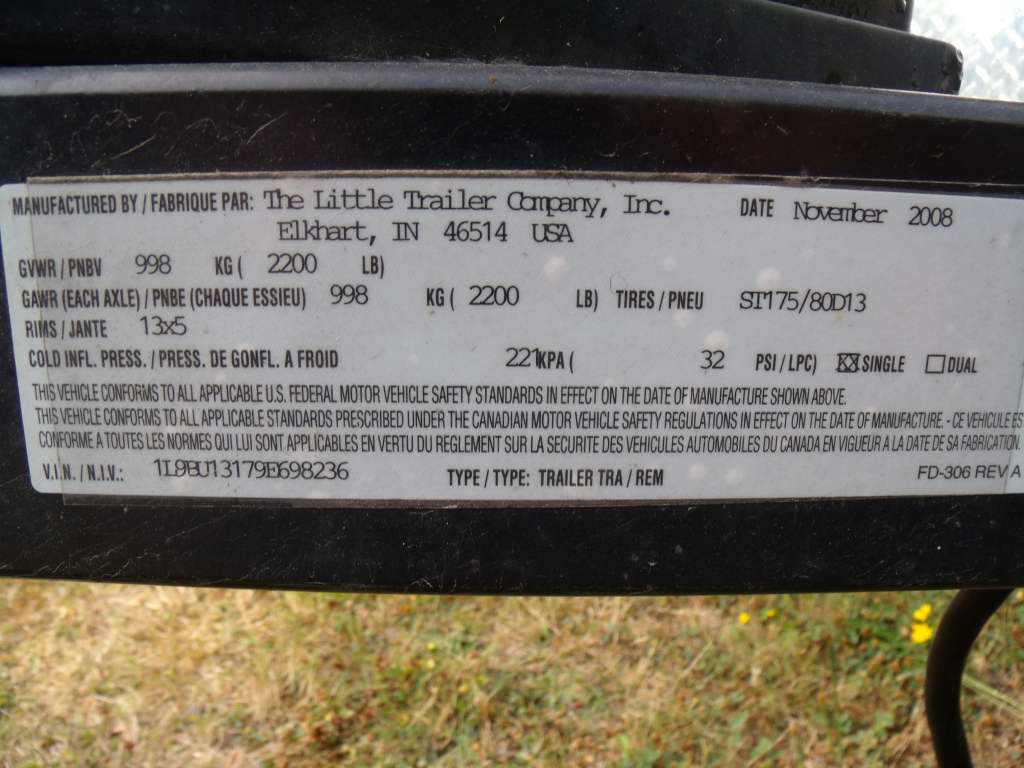 MANUFACTURED BY / FABRIQUE PAR: The Little Trailer Company, Inc. DATE November 2008
Elkhart, IN 46514 USA
GVWR / PNBV 998 KG ( 2200 LB)
GAWR (EACH AXLE) / PNBE (CHAQUE ESSIEU) 998 KG ( 2200 LB) TIRES / PNEU ST175/80D13
RIMS / JANTE 13x5
COLD INFL. PRESS. / PRESS. DE GONFL. A FROID 221 KPA ( 32 PSI / LPC) ☒ SINGLE ☐ DUAL
THIS VEHICLE CONFORMS TO ALL APPLICABLE U.S. FEDERAL MOTOR VEHICLE SAFETY STANDARDS IN EFFECT ON THE DATE OF MANUFACTURE SHOWN ABOVE.
THIS VEHICLE CONFORMS TO ALL APPLICABLE STANDARDS PRESCRIBED UNDER THE CANADIAN MOTOR VEHICLE SAFETY REGULATIONS IN EFFECT ON THE DATE OF MANUFACTURE. - CE VEHICULE ES
CONFORME A TOUTES LES NORMES QUI LUI SONT APPLICABLES EN VERTU DU REGLEMENT SUR LA SECURITE DES VEHICULES AUTOMOBILES DU CANADA EN VIGUEUR A LA DATE DE SA FABRICATION.
V.I.N. / N.I.V.: 1L9BU13179E698236 TYPE / TYPE: TRAILER TRA / REM FD-306 REV A